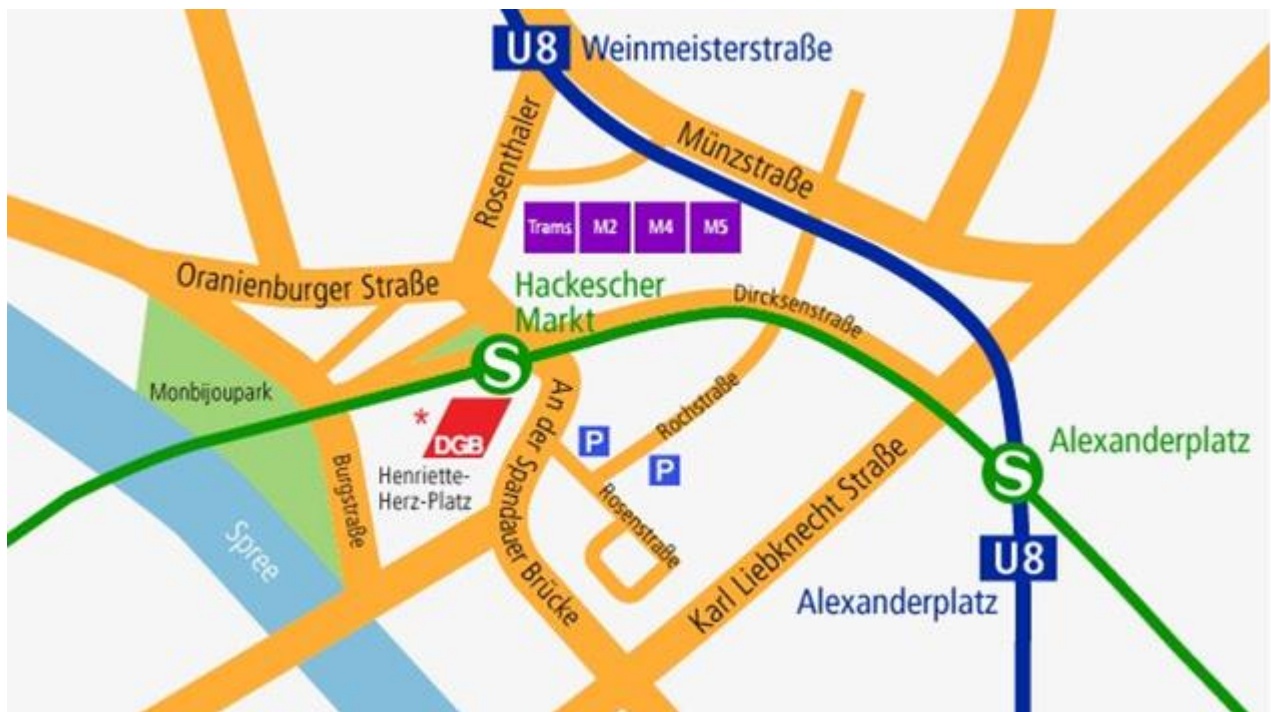 U8 Weinmeisterstraße
Rosenthaler
Münzstraße
Trams M2 M4 M5
Oranienburger Straße
Hackescher
Markt
Dircksenstraße
S
Monbijoupark
* DGB
An der Spandauer Brücke
P
Rochstraße
P
Alexanderplatz
S
Henriette-
Herz-Platz
Burgstraße
Rosenstraße
Karl Liebknecht Straße
Spree
U8
Alexanderplatz